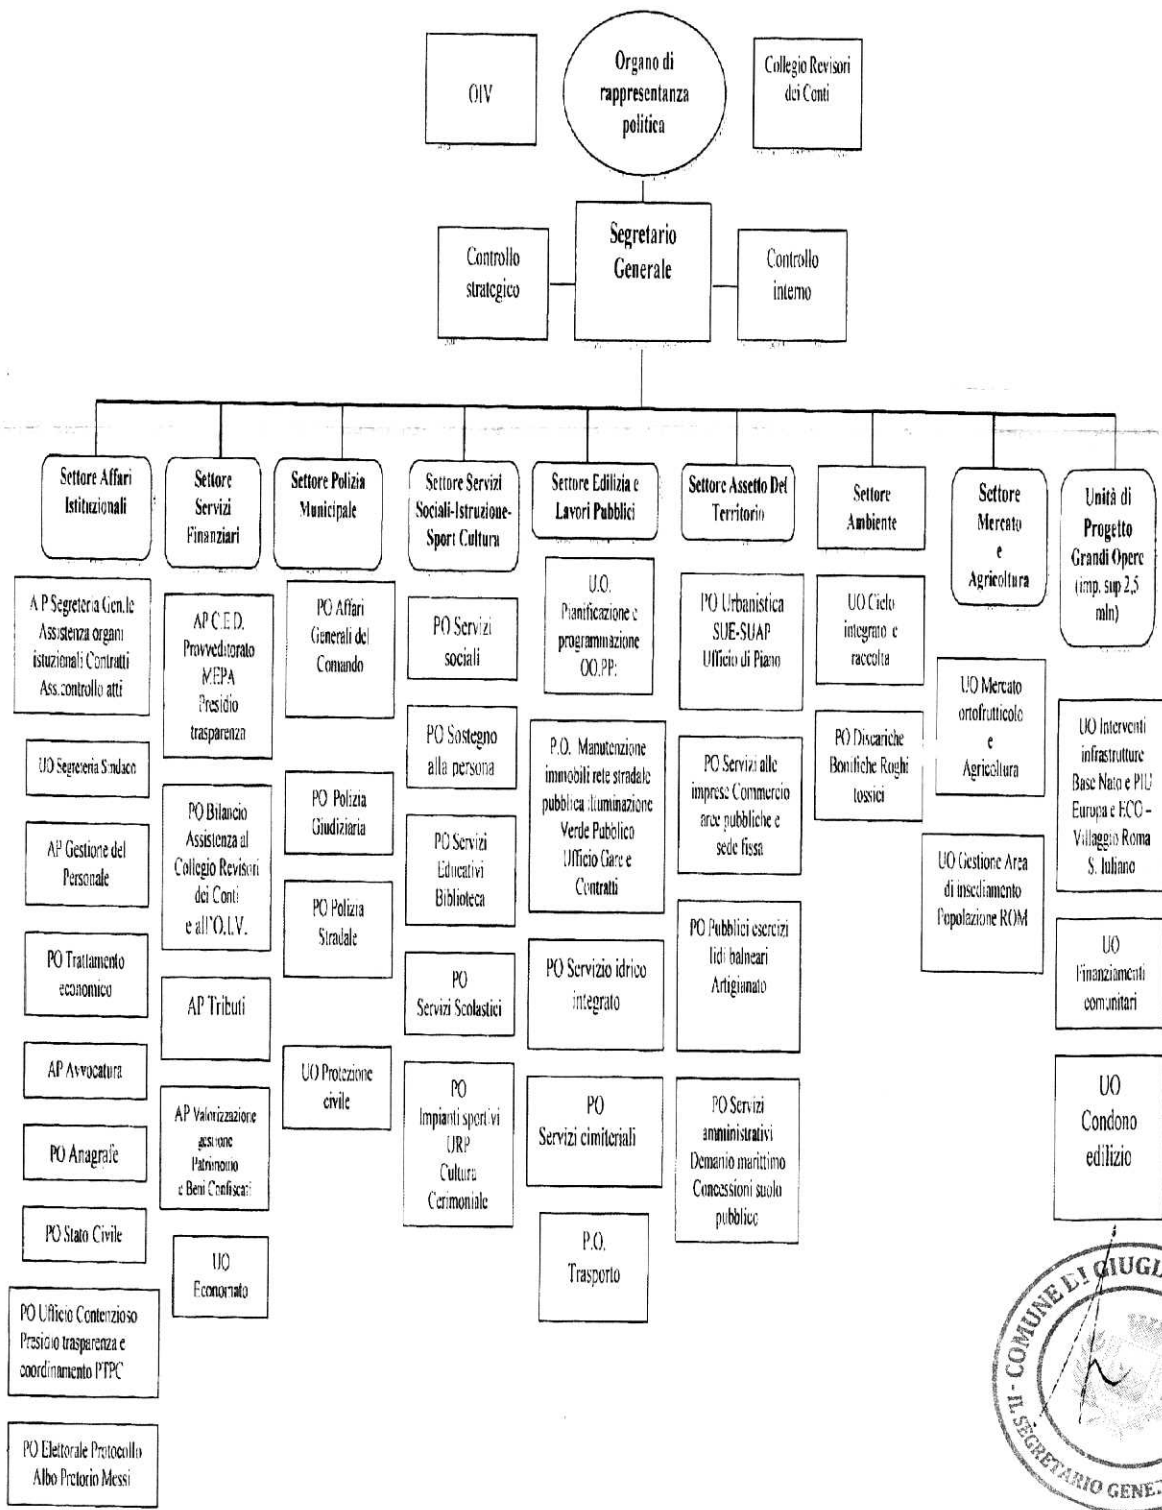 OIV
Organo di
rappresentanza
politica
Collegio Revisori
dei Conti
Controllo
strategico
Segretario
Generale
Controllo
interno
Settore Affari
Istituzionali
A P Segreteria Gen.le
Assistenza organi
istuzionali Contratti
Ass.controllo atti
UO Segreteria Sindaco
AP Gestione del
Personale
PO Trattamento
economico
AP Avvocatura
PO Anagrafe
PO Stato Civile
PO Ufficio Contenzioso
Presidio trasparenza e
coordinamento PTPC
PO Elettorale Protocollo
Albo Pretorio Messi
Settore
Servizi
Finanziari
AP C.E.D.
Provveditorato
MEPA
Presidio
trasparenza
PO Bilancio
Assistenza al
Collegio Revisori
dei Conti
e all'O.I.V.
AP Tributi
AP Valorizzazione
gestione
Patrimonio
e Beni Confiscati
UO
Economato
Settore Polizia
Municipale
PO Affari
Generali del
Comando
PO Polizia
Giudiziaria
PO Polizia
Stradale
UO Protezione
civile
Settore Servizi
Sociali-Istruzione-
Sport Cultura
PO Servizi
sociali
PO Sostegno
alla persona
PO Servizi
Educativi
Biblioteca
PO
Servizi Scolastici
PO
Impianti sportivi
URP
Cultura
Cerimoniale
Settore Edilizia e
Lavori Pubblici
U.O.
Pianificazione e
programmazione
OO.PP.
P.O. Manutenzione
immobili rete stradale
pubblica illuminazione
Verde Pubblico
Ufficio Gare e
Contratti
PO Servizio idrico
integrato
PO
Servizi cimiteriali
P.O.
Trasporto
Settore Assetto Del
Territorio
PO Urbanistica
SUE-SUAP
Ufficio di Piano
PO Servizi alle
imprese Commercio
aree pubbliche e
sede fissa
PO Pubblici esercizi
lidi balneari
Artigianato
PO Servizi
amministrativi
Demanio marittimo
Concessioni suolo
pubblico
Settore
Ambiente
UO Ciclo
integrato e
raccolta
PO Discariche
Bonifiche Roghi
tossici
Settore
Mercato
e
Agricoltura
UO Mercato
ortofrutticolo
e
Agricoltura
UO Gestione Area
di insediamento
Popolazione ROM
Unità di
Progetto
Grandi Opere
(imp. sup 2,5
mln)
UO Interventi
infrastrutture
Base Nato e PIU
Europa e ECO –
Villaggio Roma
S. Iuliano
UO
Finanziamenti
comunitari
UO
Condono
edilizio
COMUNE DI GIUGL
IL SEGRETARIO GENE